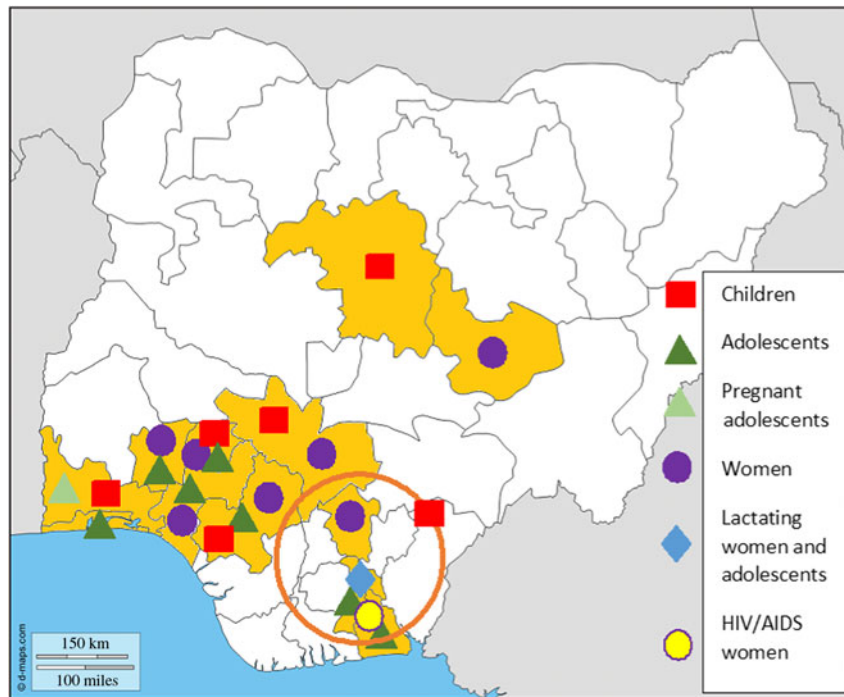 Children
Adolescents
Pregnant
adolescents
Women
Lactating
women and
adolescents
HIV/AIDS
women
© d-maps.com
150 km
100 miles